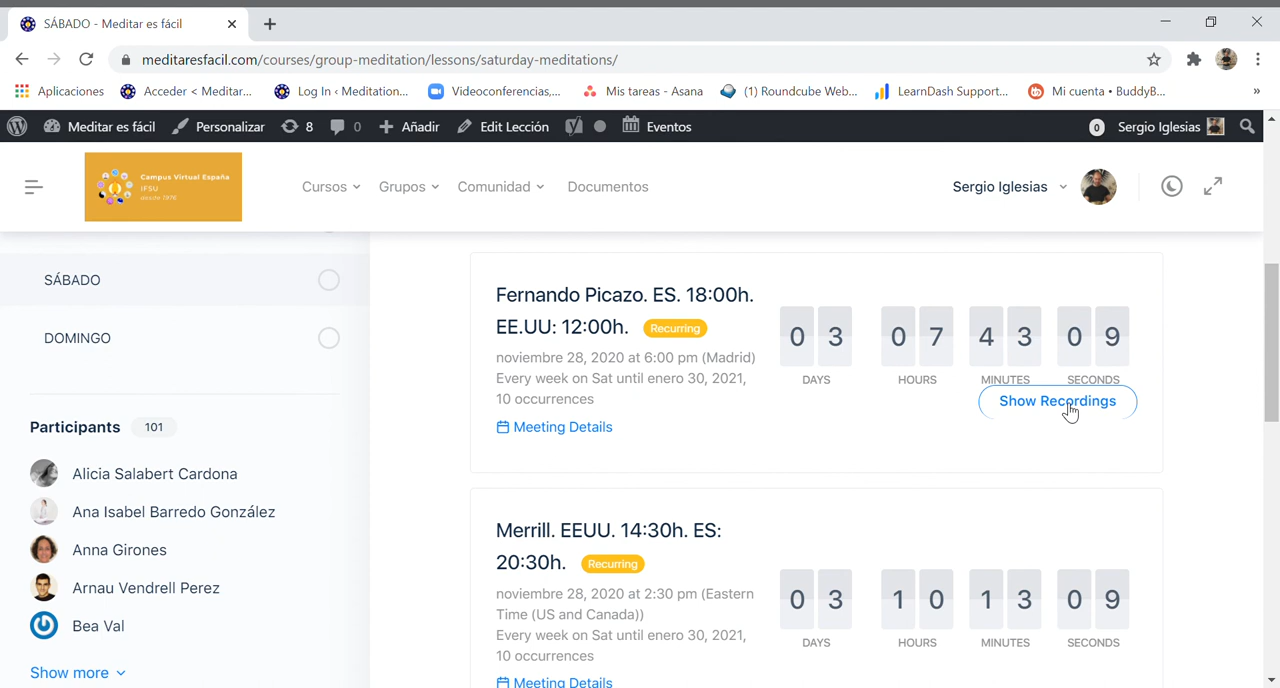 SÁBADO - Meditar es fácil
meditaresfacil.com/courses/group-meditation/lessons/saturday-meditations/
Aplicaciones
Acceder < Meditar...
Log In ‹ Meditation...
Videoconferencias,...
Mis tareas - Asana
(1) Roundcube Web...
LearnDash Support...
Mi cuenta • BuddyB...
»
Meditar es fácil
Personalizar
8
0
Añadir
Edit Lección
Eventos
0
Sergio Iglesias
Campus Virtual España
IFSU
desde 1976
Cursos
Grupos
Comunidad
Documentos
Sergio Iglesias
SÁBADO
DOMINGO
Participants 101
Alicia Salabert Cardona
Ana Isabel Barredo González
Anna Girones
Arnau Vendrell Perez
Bea Val
Show more
Fernando Picazo. ES. 18:00h.
EE.UU: 12:00h. Recurring
noviembre 28, 2020 at 6:00 pm (Madrid)
Every week on Sat until enero 30, 2021,
10 occurrences
Meeting Details
0 3 0 7 4 3 0 9
DAYS HOURS MINUTES SECONDS
Show Recordings
Merrill. EEUU. 14:30h. ES:
20:30h. Recurring
noviembre 28, 2020 at 2:30 pm (Eastern
Time (US and Canada))
Every week on Sat until enero 30, 2021,
10 occurrences
Meeting Details
0 3 1 0 1 3 0 9
DAYS HOURS MINUTES SECONDS